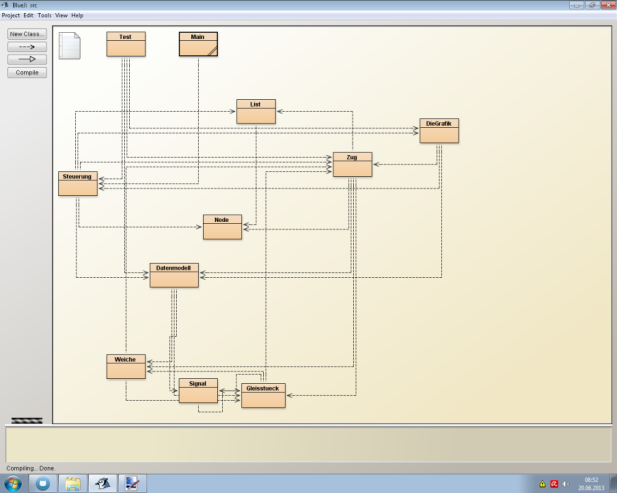 BlueJ: src
Project Edit Tools View Help
New Class...
Compile
Test
Main
List
DieGrafik
Zug
Steuerung
Node
Datenmodell
Weiche
Signal
Gleisstueck
Compiling... Done.
08:52
20.06.2013